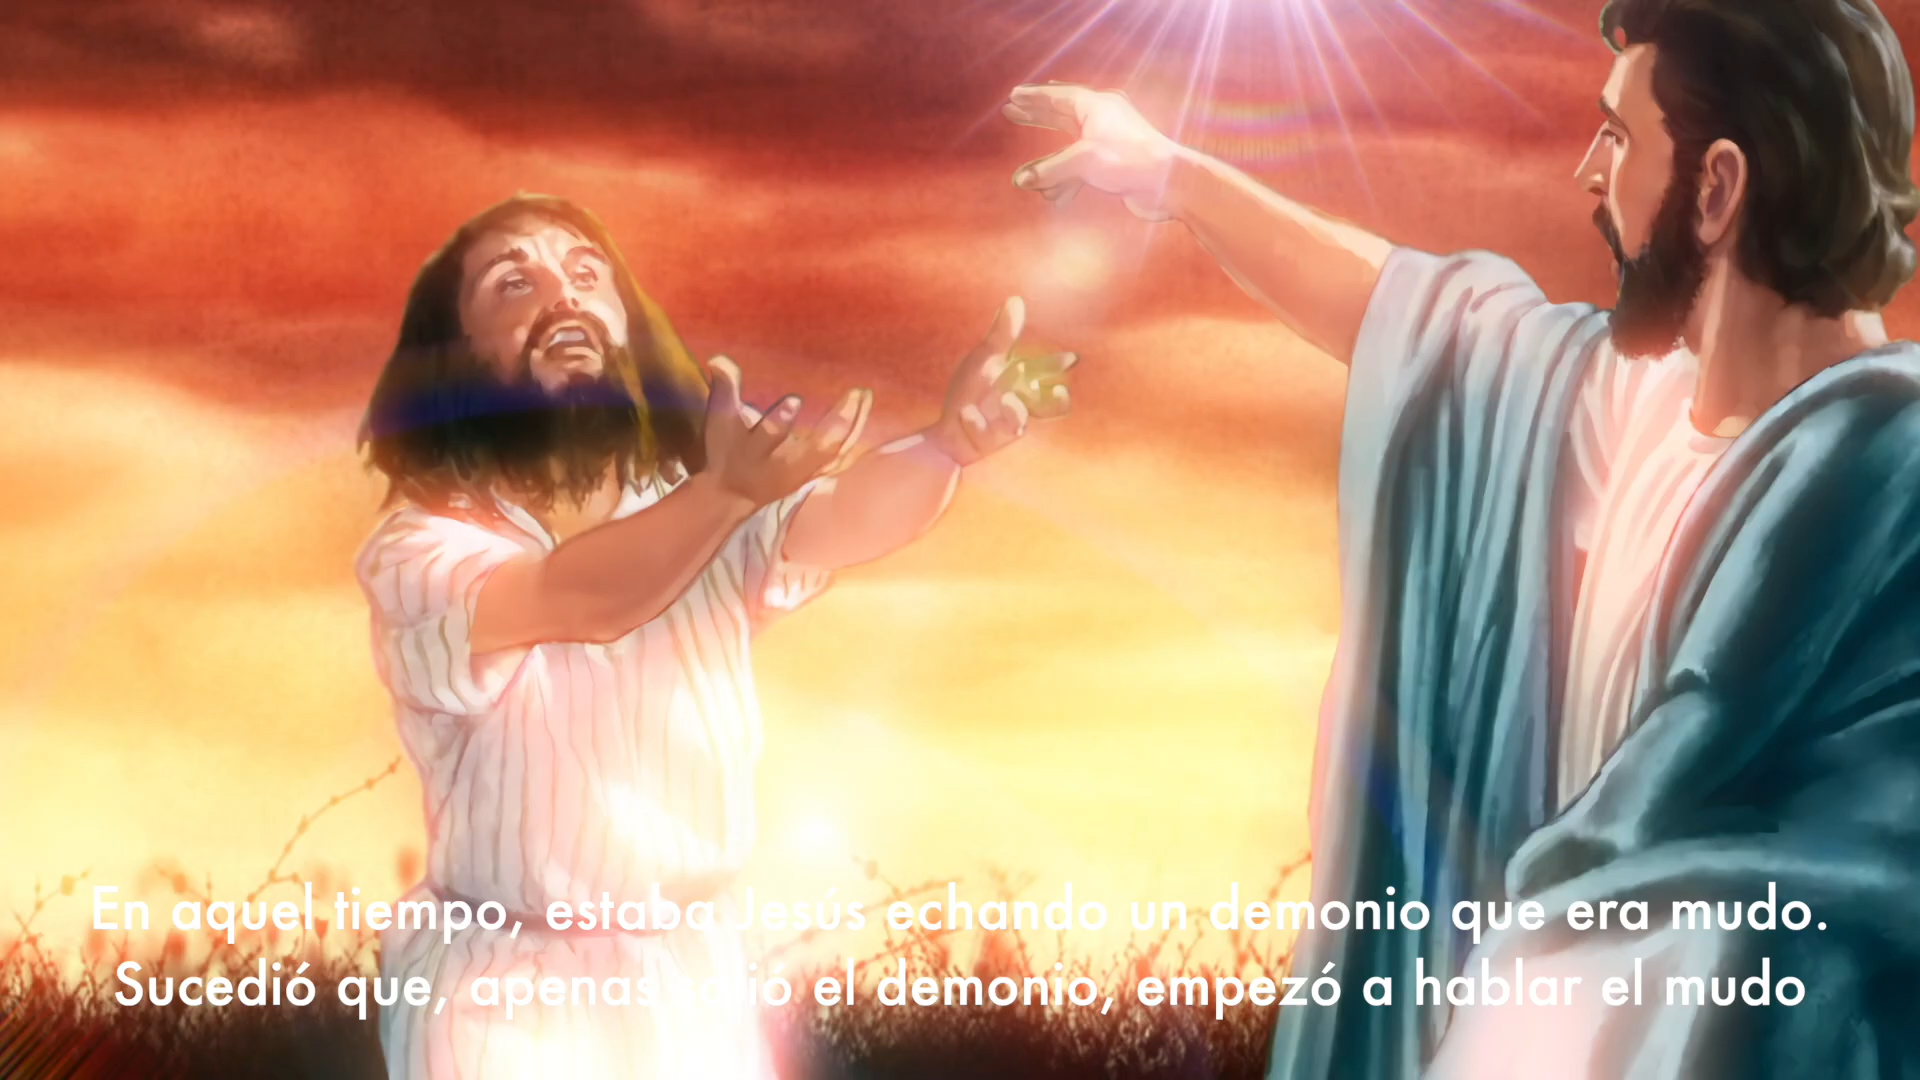 En aquel tiempo, estaba Jesús echando un demonio que era mudo.
Sucedió que, apenas salió el demonio, empezó a hablar el mudo